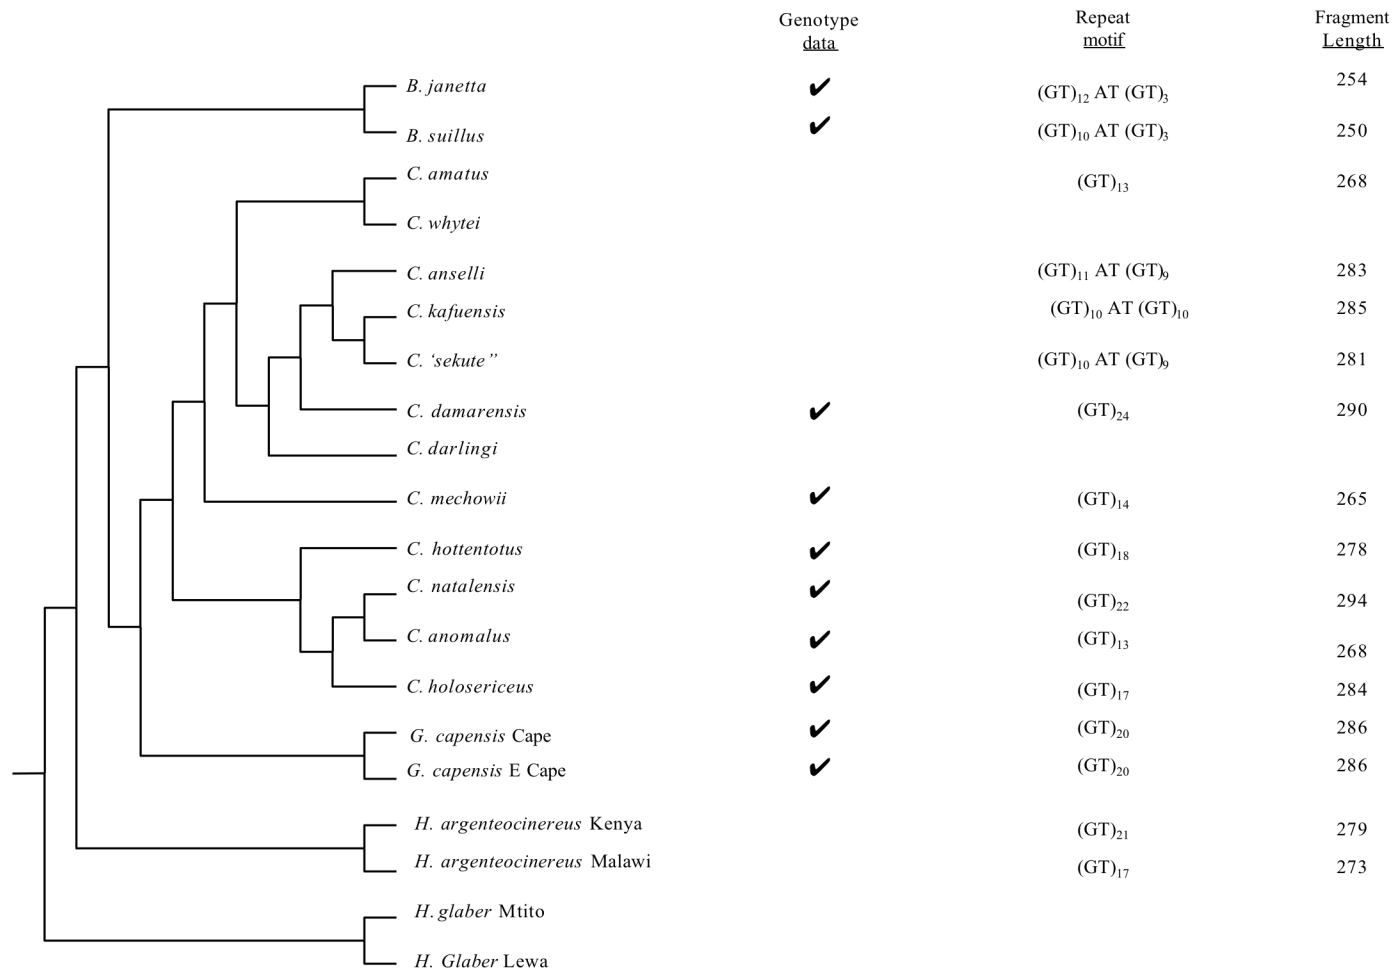 Genotype data Repeat motif Fragment Length
B. janetta ✔ (GT)₁₂ AT (GT)₃ 254
B. suillus ✔ (GT)₁₀ AT (GT)₃ 250
C. amatus (GT)₁₃ 268
C. whytei
C. anselli (GT)₁₁ AT (GT)₉ 283
C. kafuensis (GT)₁₀ AT (GT)₁₀ 285
C. ‘sekute” (GT)₁₀ AT (GT)₉ 281
C. damarensis ✔ (GT)₂₄ 290
C. darlingi
C. mechowii ✔ (GT)₁₄ 265
C. hottentotus ✔ (GT)₁₈ 278
C. natalensis ✔ (GT)₂₂ 294
C. anomalus ✔ (GT)₁₃ 268
C. holosericeus ✔ (GT)₁₇ 284
G. capensis Cape ✔ (GT)₂₀ 286
G. capensis E Cape ✔ (GT)₂₀ 286
H. argenteocinereus Kenya (GT)₂₁ 279
H. argenteocinereus Malawi (GT)₁₇ 273
H. glaber Mtito
H. Glaber Lewa